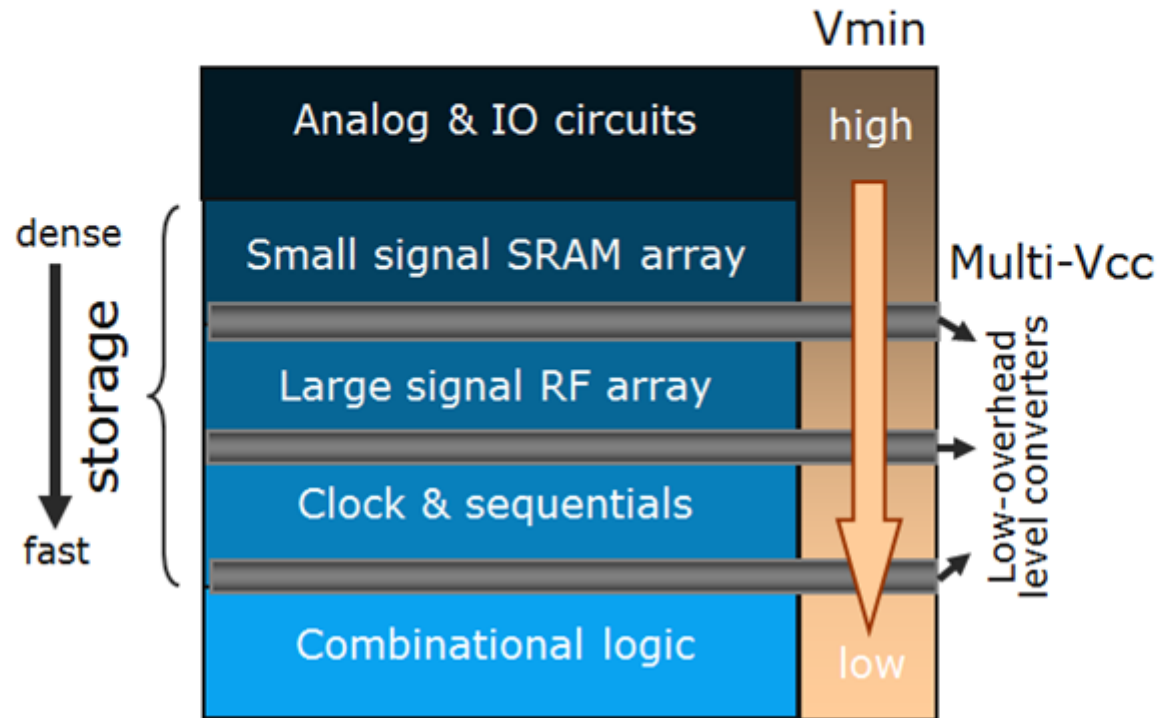 Vmin
Analog & IO circuits
high
dense
Small signal SRAM array
Multi-Vcc
storage
Large signal RF array
Low-overhead
level converters
Clock & sequentials
fast
Combinational logic
low